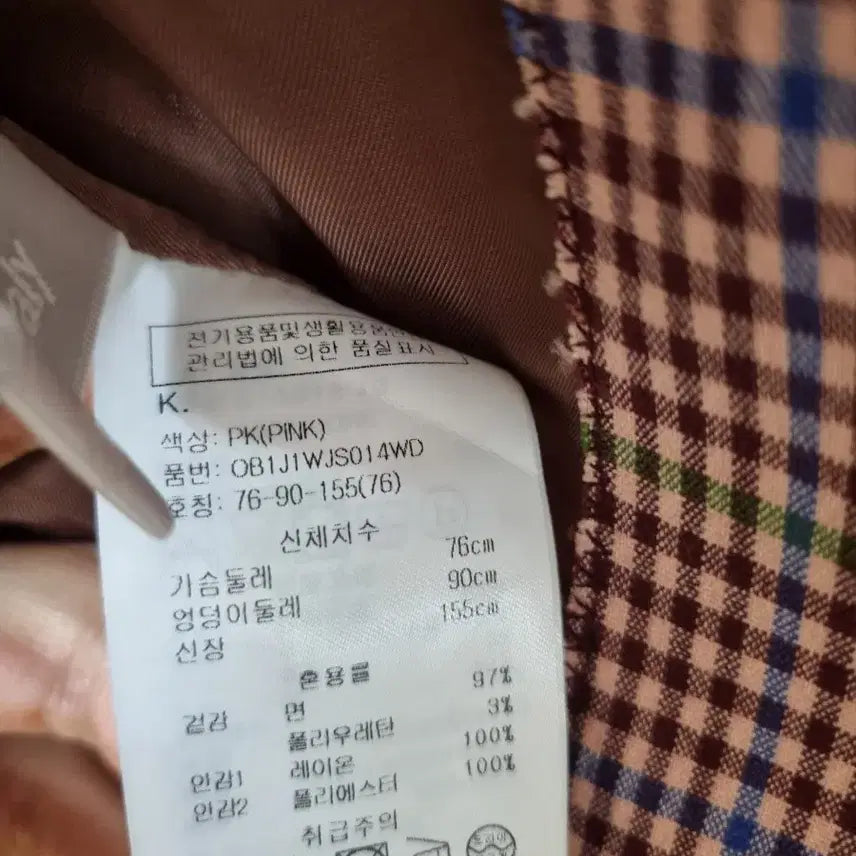 전기용품및생활용품
관리법에 의한 품질표시
K.
색상: PK(PINK)
품번: OB1J1WJS014WD
호칭: 76-90-155(76)
신체치수
가슴둘레 76cm
엉덩이둘레 90cm
신장 155cm
혼용률
겉감 면 97%
폴리우레탄 3%
안감1 레이온 100%
안감2 폴리에스터 100%
취급주의